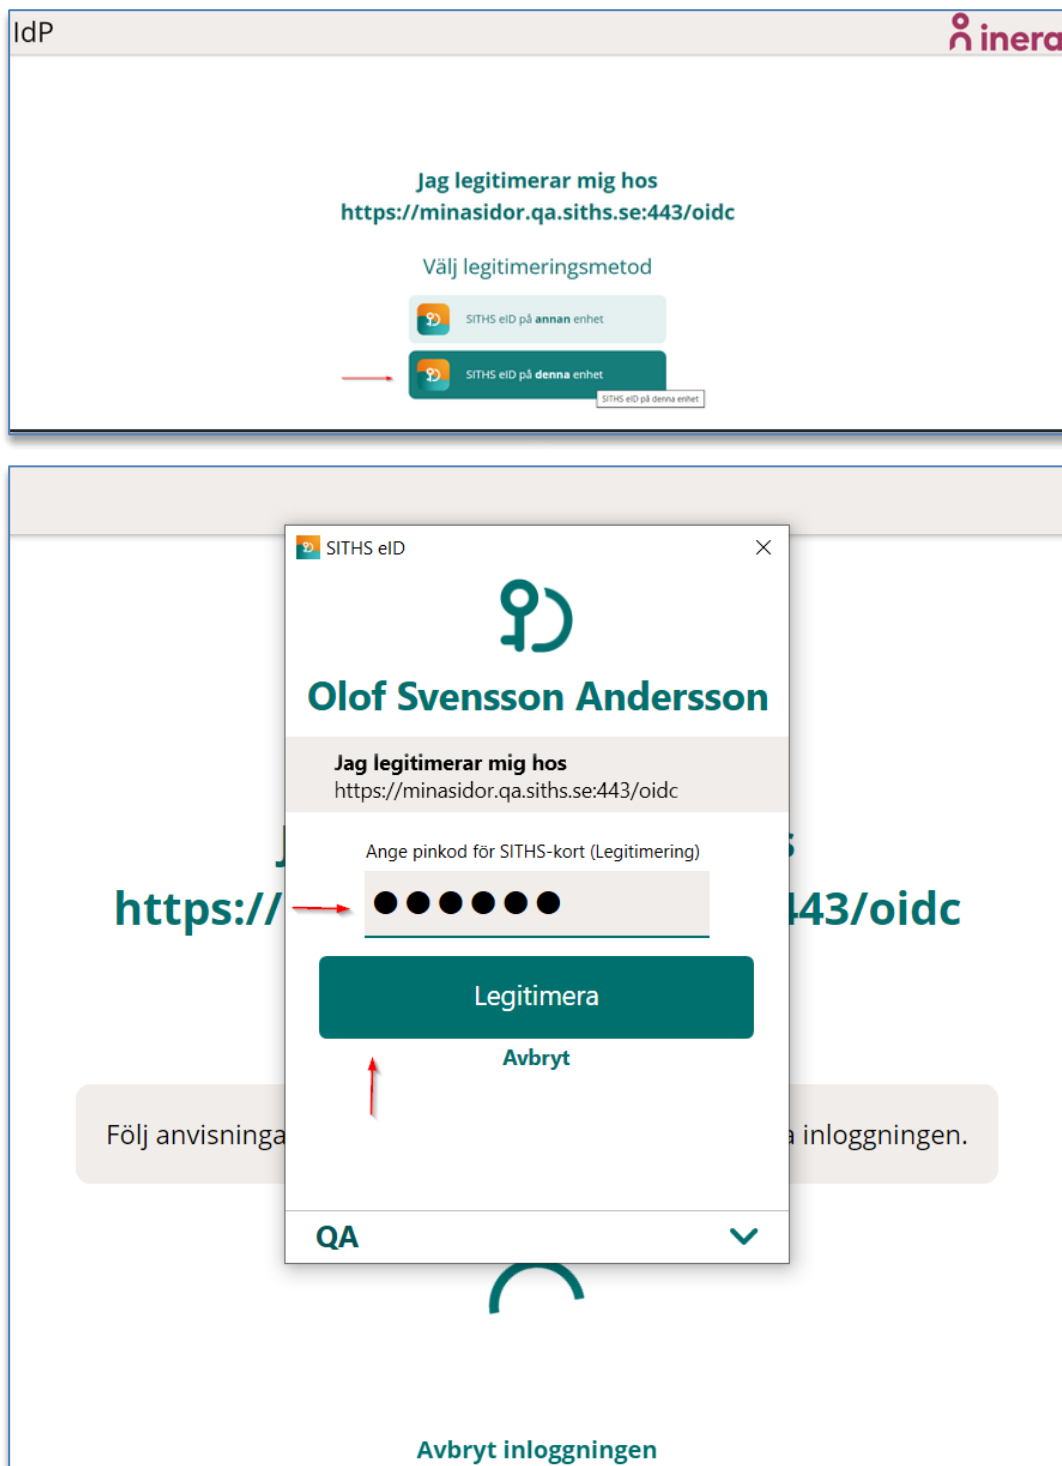 IdP
inera
Jag legitimerar mig hos
https://minasidor.qa.siths.se:443/oidc
Välj legitimeringsmetod
SITHS eID på annan enhet
SITHS eID på denna enhet
SITHS eID på denna enhet
SITHS eID
Olof Svensson Andersson
Jag legitimerar mig hos
https://minasidor.qa.siths.se:443/oidc
Ange pinkod för SITHS-kort (Legitimering)
https:// 443/oidc
Legitimera
Avbryt
Följ anvisninga inloggningen.
QA
Avbryt inloggningen